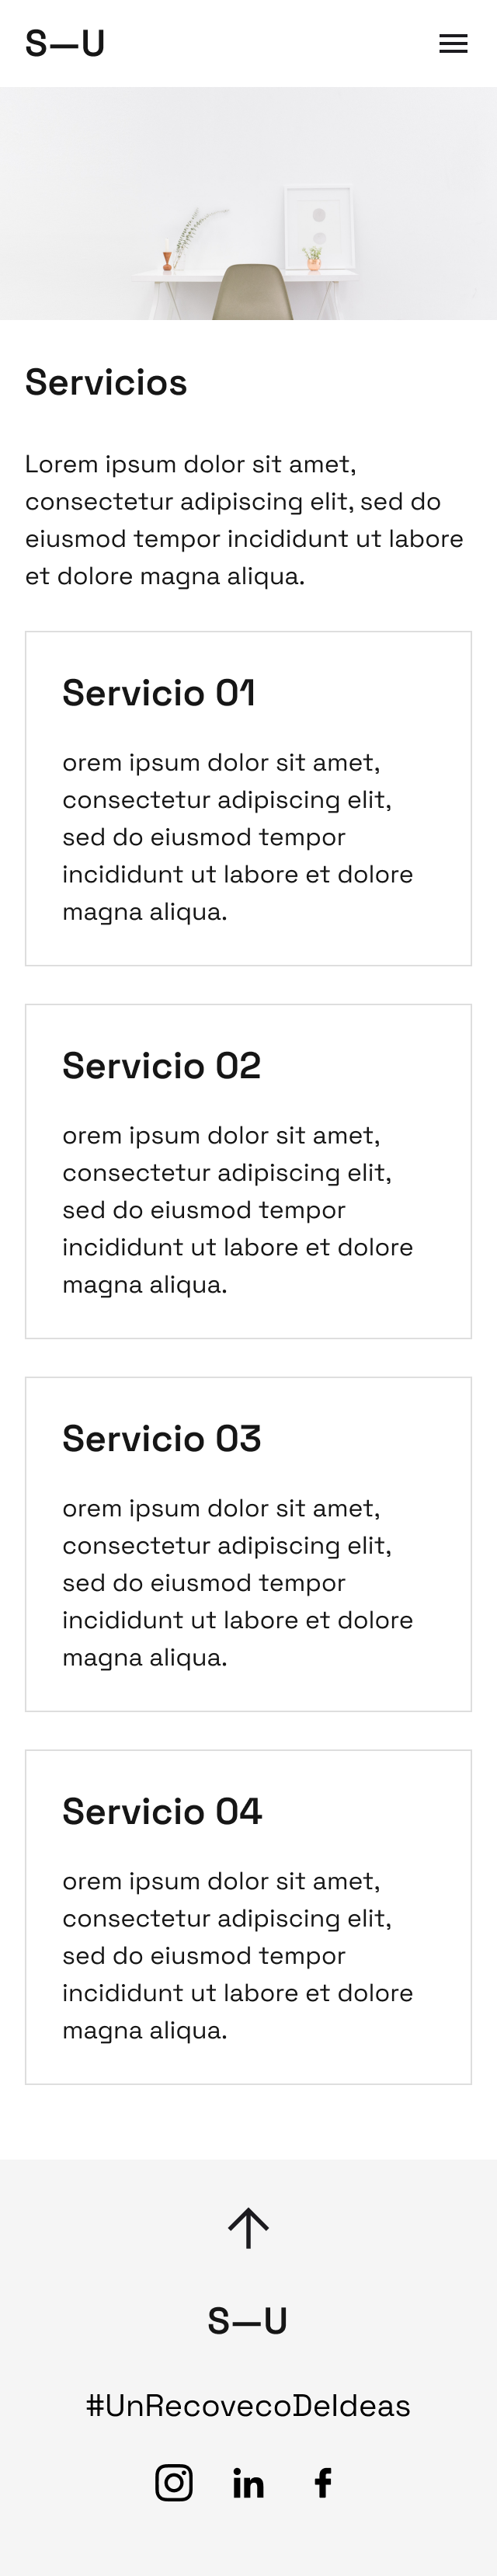 S—U
Servicios
Lorem ipsum dolor sit amet,
consectetur adipiscing elit, sed do
eiusmod tempor incididunt ut labore
et dolore magna aliqua.
Servicio 01
orem ipsum dolor sit amet,
consectetur adipiscing elit,
sed do eiusmod tempor
incididunt ut labore et dolore
magna aliqua.
Servicio 02
orem ipsum dolor sit amet,
consectetur adipiscing elit,
sed do eiusmod tempor
incididunt ut labore et dolore
magna aliqua.
Servicio 03
orem ipsum dolor sit amet,
consectetur adipiscing elit,
sed do eiusmod tempor
incididunt ut labore et dolore
magna aliqua.
Servicio 04
orem ipsum dolor sit amet,
consectetur adipiscing elit,
sed do eiusmod tempor
incididunt ut labore et dolore
magna aliqua.
S—U
#UnRecovecoDeIdeas